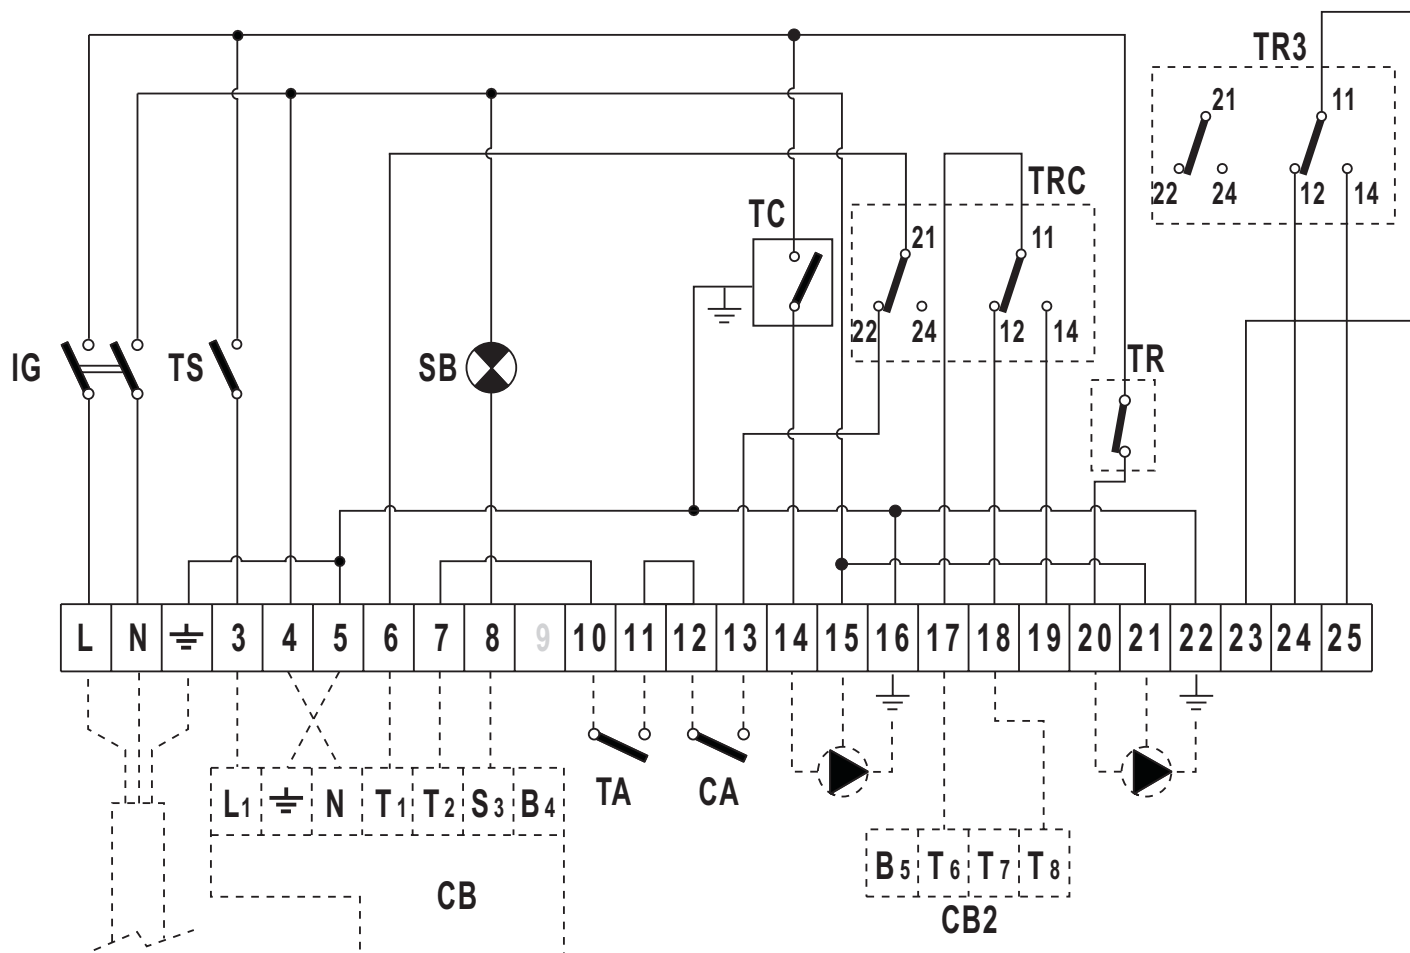 TR3
21 11
22 24 12 14
TRC
TC
21 11
22 24 12 14
TR
IG TS SB
L N 3 4 5 6 7 8 9 10 11 12 13 14 15 16 17 18 19 20 21 22 23 24 25
TA CA
L1 N T1 T2 S3 B4
B5 T6 T7 T8
CB
CB2